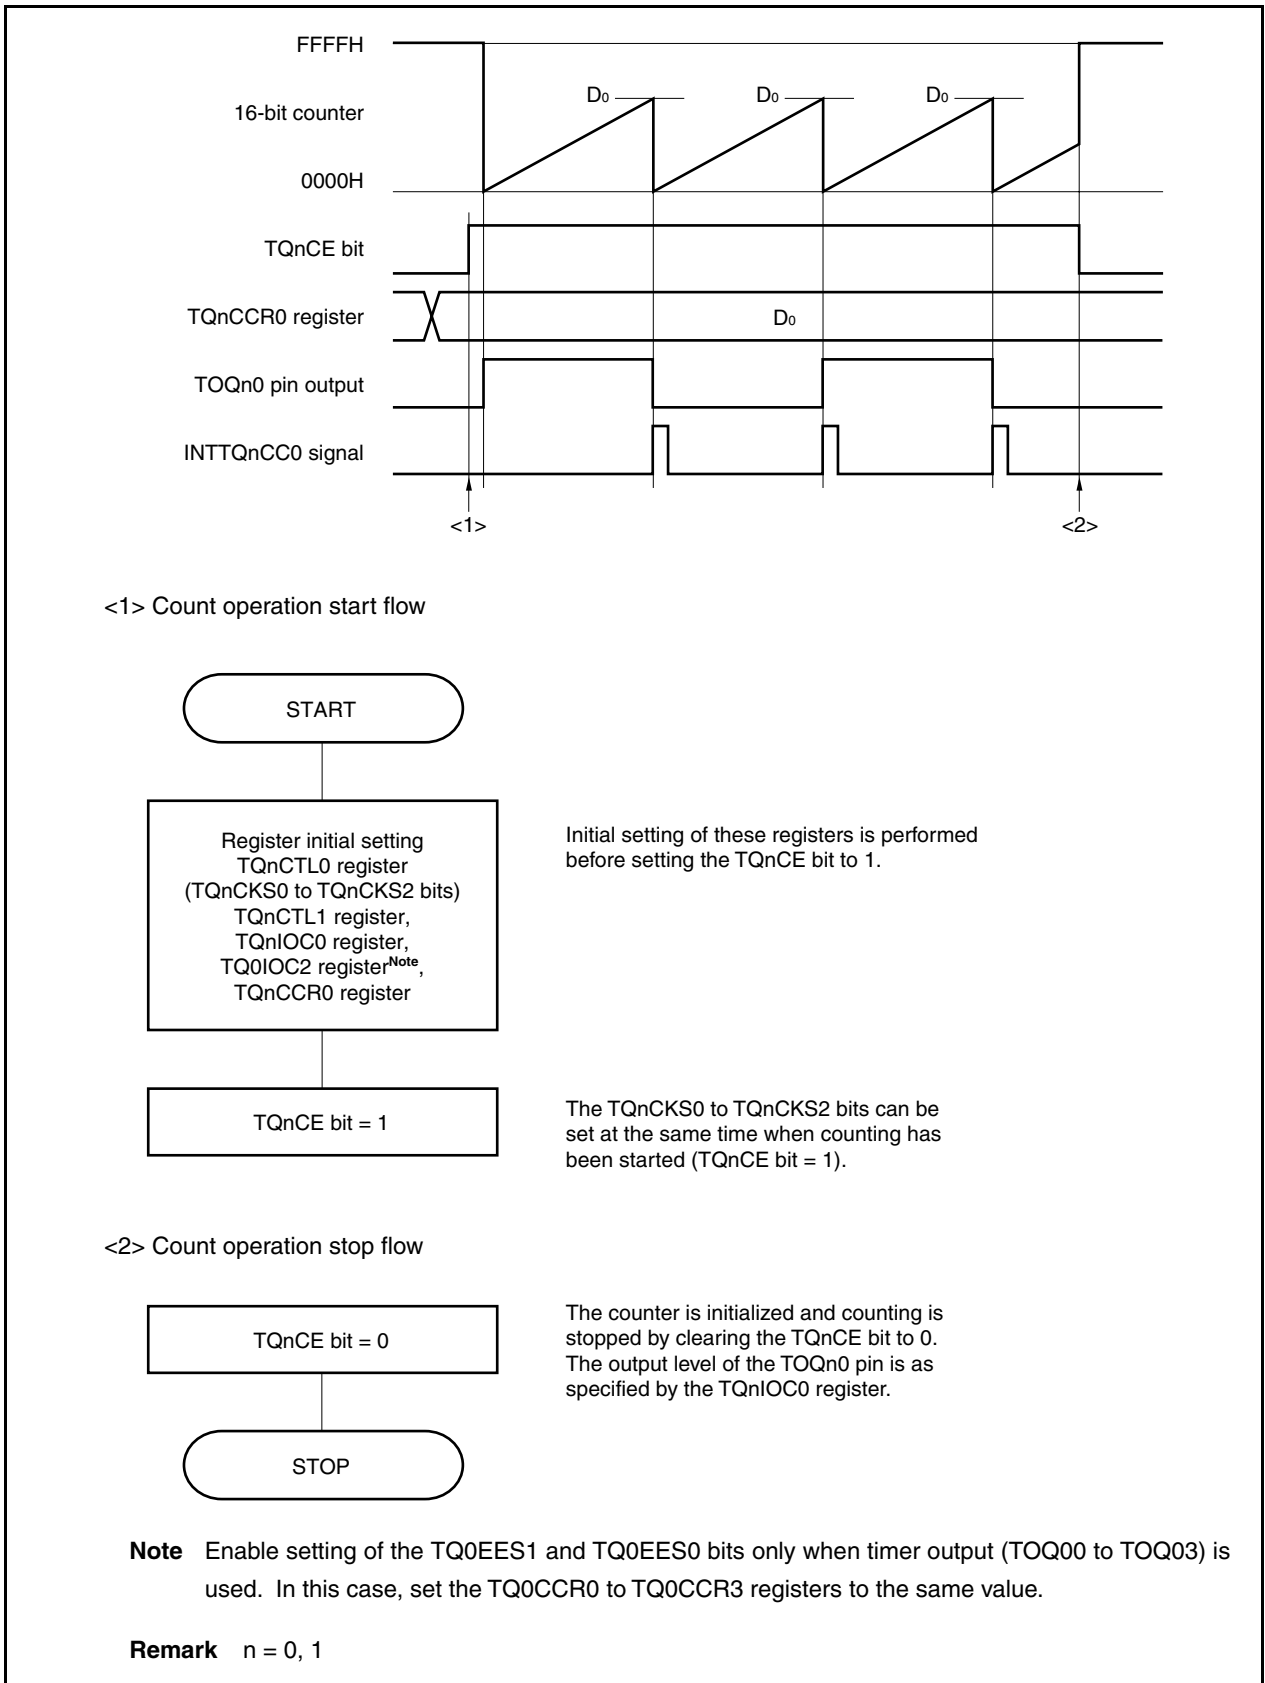 FFFFH
D0 D0 D0
16-bit counter
0000H
TQnCE bit
TQnCCR0 register
D0
TOQn0 pin output
INTTQnCC0 signal
<1> <2>
<1> Count operation start flow
START
Register initial setting
TQnCTL0 register
(TQnCKS0 to TQnCKS2 bits)
TQnCTL1 register,
TQnIOC0 register,
TQ0IOC2 registerNote,
TQnCCR0 register
Initial setting of these registers is performed
before setting the TQnCE bit to 1.
TQnCE bit = 1
The TQnCKS0 to TQnCKS2 bits can be
set at the same time when counting has
been started (TQnCE bit = 1).
<2> Count operation stop flow
TQnCE bit = 0
The counter is initialized and counting is
stopped by clearing the TQnCE bit to 0.
The output level of the TOQn0 pin is as
specified by the TQnIOC0 register.
STOP
Note Enable setting of the TQ0EES1 and TQ0EES0 bits only when timer output (TOQ00 to TOQ03) is
used. In this case, set the TQ0CCR0 to TQ0CCR3 registers to the same value.
Remark n = 0, 1